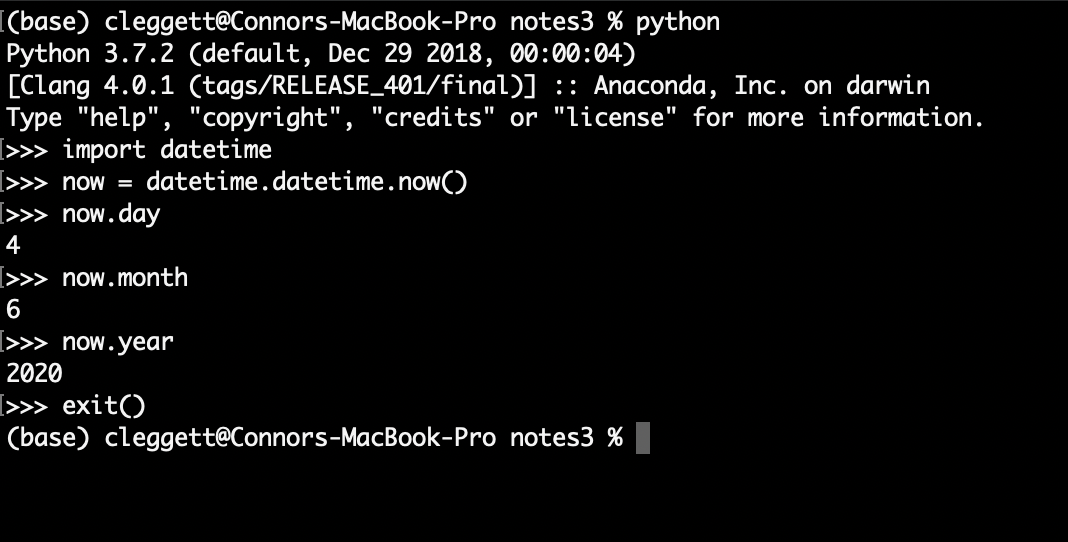 (base) cleggett@Connors-MacBook-Pro notes3 % python
Python 3.7.2 (default, Dec 29 2018, 00:00:04)
[Clang 4.0.1 (tags/RELEASE_401/final)] :: Anaconda, Inc. on darwin
Type "help", "copyright", "credits" or "license" for more information.
>>> import datetime
>>> now = datetime.datetime.now()
>>> now.day
4
>>> now.month
6
>>> now.year
2020
>>> exit()
(base) cleggett@Connors-MacBook-Pro notes3 %